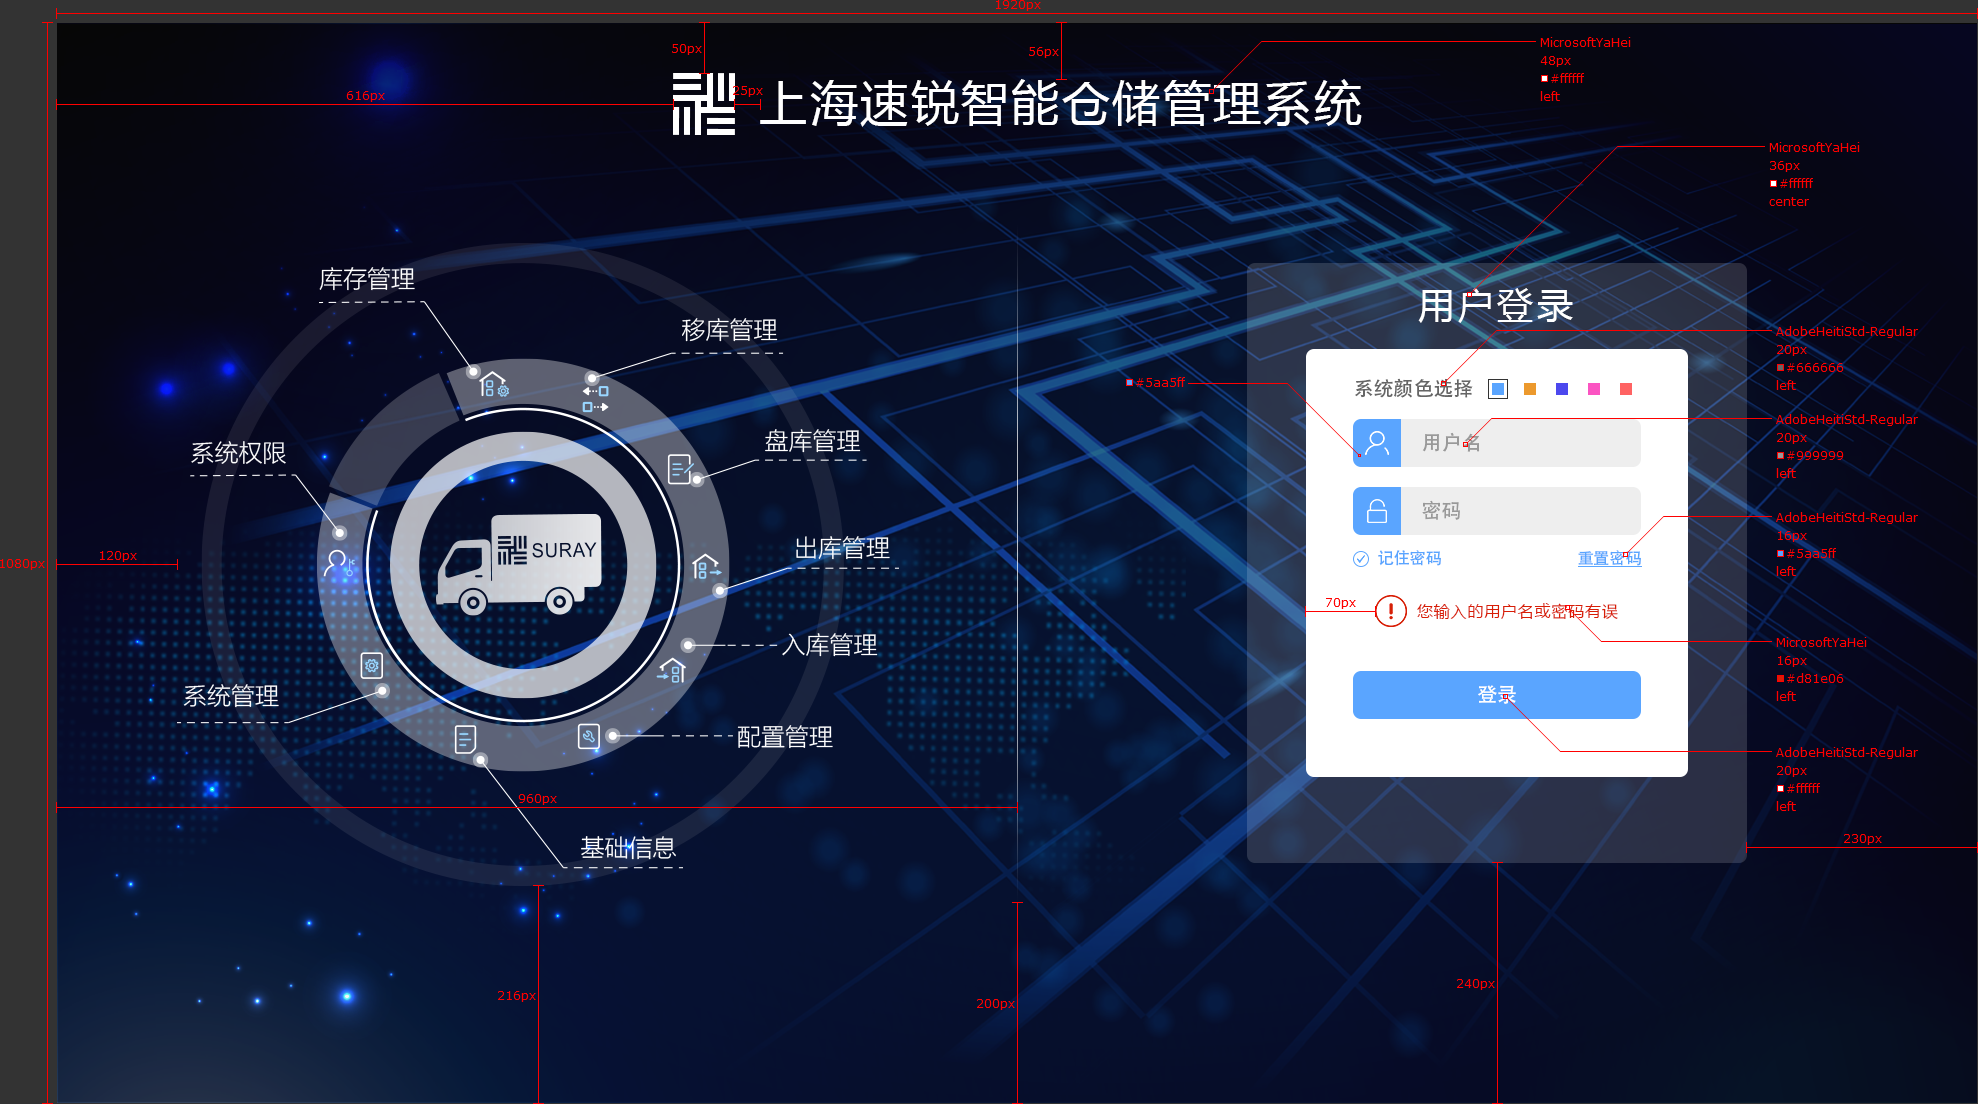 1920px
50px
56px
MicrosoftYaHei
48px
#ffffff
left
616px
25px
上海速锐智能仓储管理系统
MicrosoftYaHei
36px
#ffffff
center
库存管理
移库管理
用户登录
AdobeHeitiStd-Regular
20px
#666666
left
#5aa5ff
系统颜色选择
AdobeHeitiStd-Regular
20px
#999999
left
盘库管理
用户名
系统权限
密码
AdobeHeitiStd-Regular
16px
#5aa5ff
left
SURAY
出库管理
120px
1080px
记住密码
重置密码
70px
您输入的用户名或密码有误
入库管理
MicrosoftYaHei
16px
#d81e06
left
系统管理
登录
配置管理
AdobeHeitiStd-Regular
20px
#ffffff
left
960px
基础信息
230px
216px
200px
240px